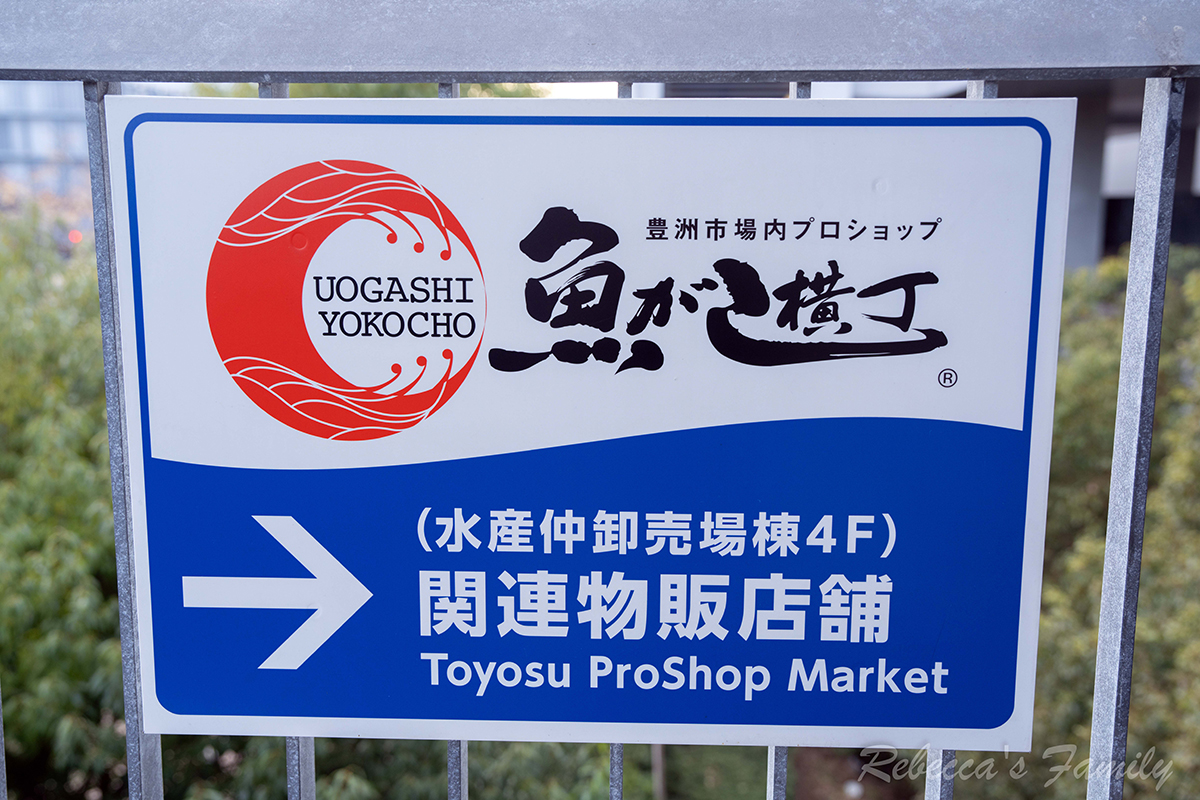 UOGASHI
YOKOCHO
豊洲市場内プロショップ
魚がし横丁
®
(水産仲卸売場棟4F)
関連物販店舗
Toyosu ProShop Market
Rebecca's Family